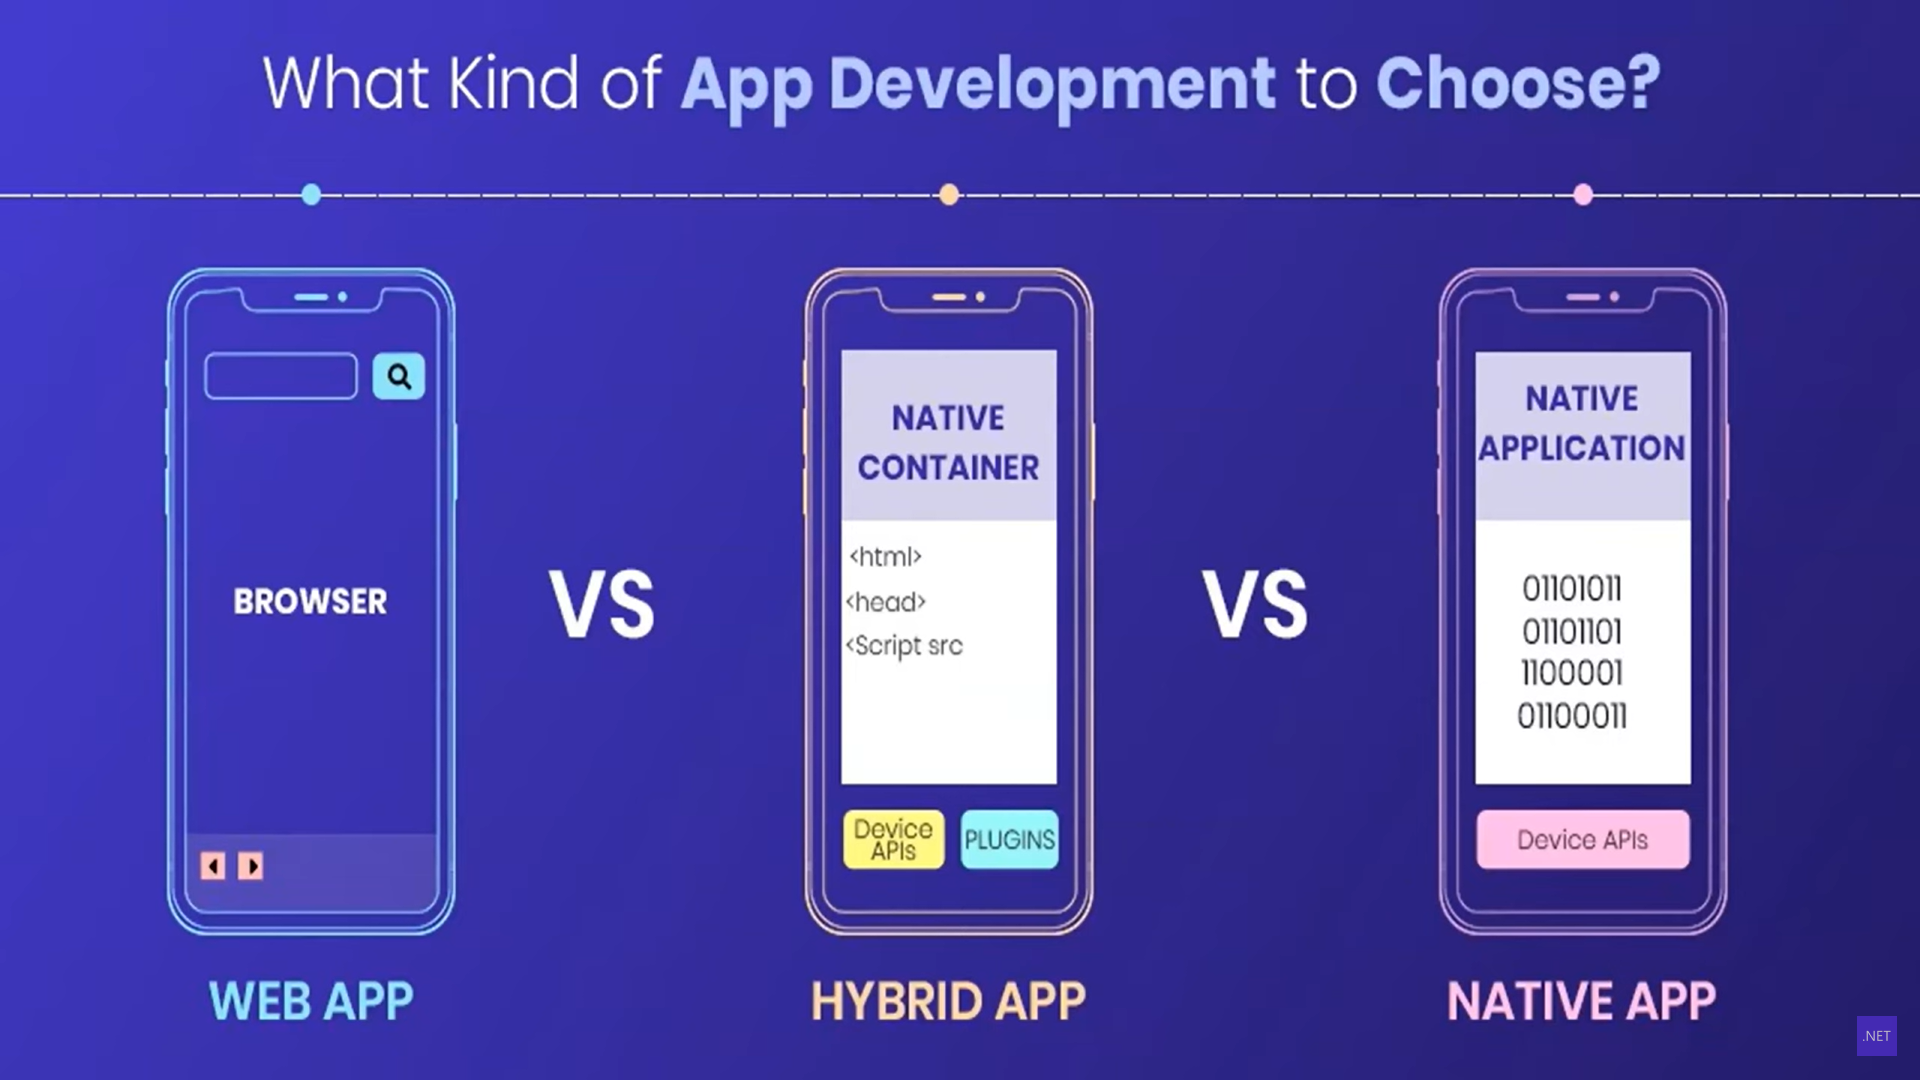 What Kind of App Development to Choose?
BROWSER
WEB APP
VS
NATIVE
CONTAINER
<html>
<head>
<Script src
Device
APIs
PLUGINS
HYBRID APP
VS
NATIVE
APPLICATION
01101011
01101101
1100001
01100011
Device APIs
NATIVE APP
.NET